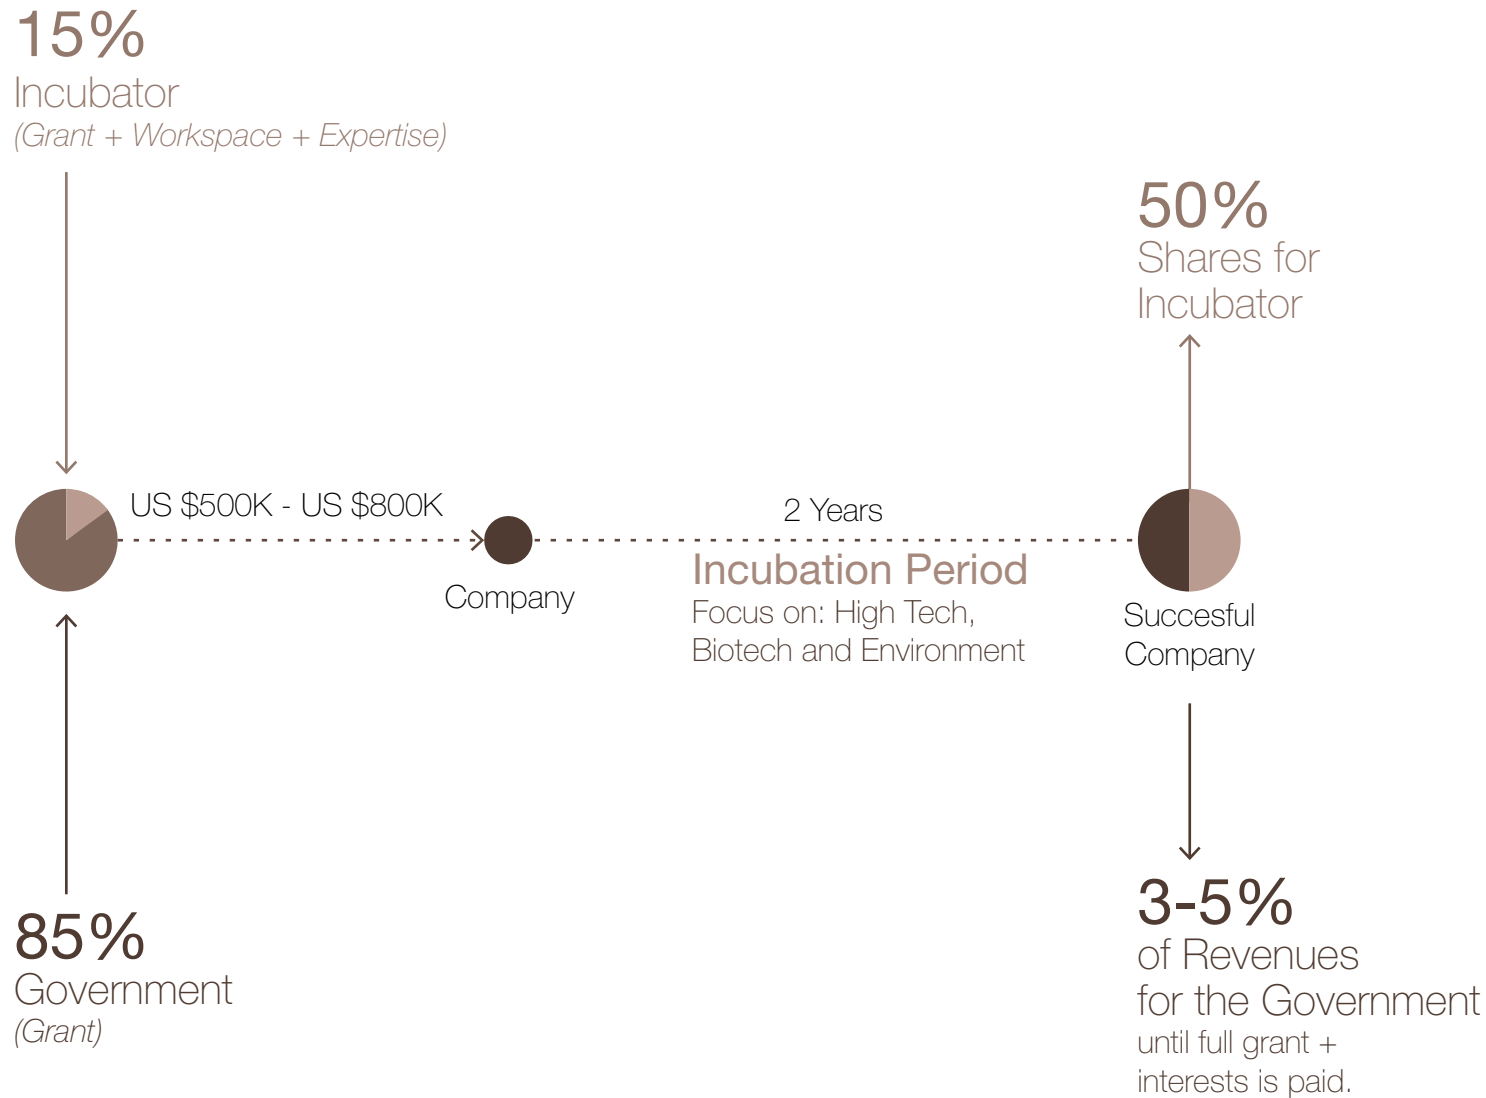 15%
Incubator
(Grant + Workspace + Expertise)
50%
Shares for
Incubator
US $500K - US $800K
2 Years
Company
Incubation Period
Focus on: High Tech,
Biotech and Environment
Succesful
Company
85%
Government
(Grant)
3-5%
of Revenues
for the Government
until full grant +
interests is paid.